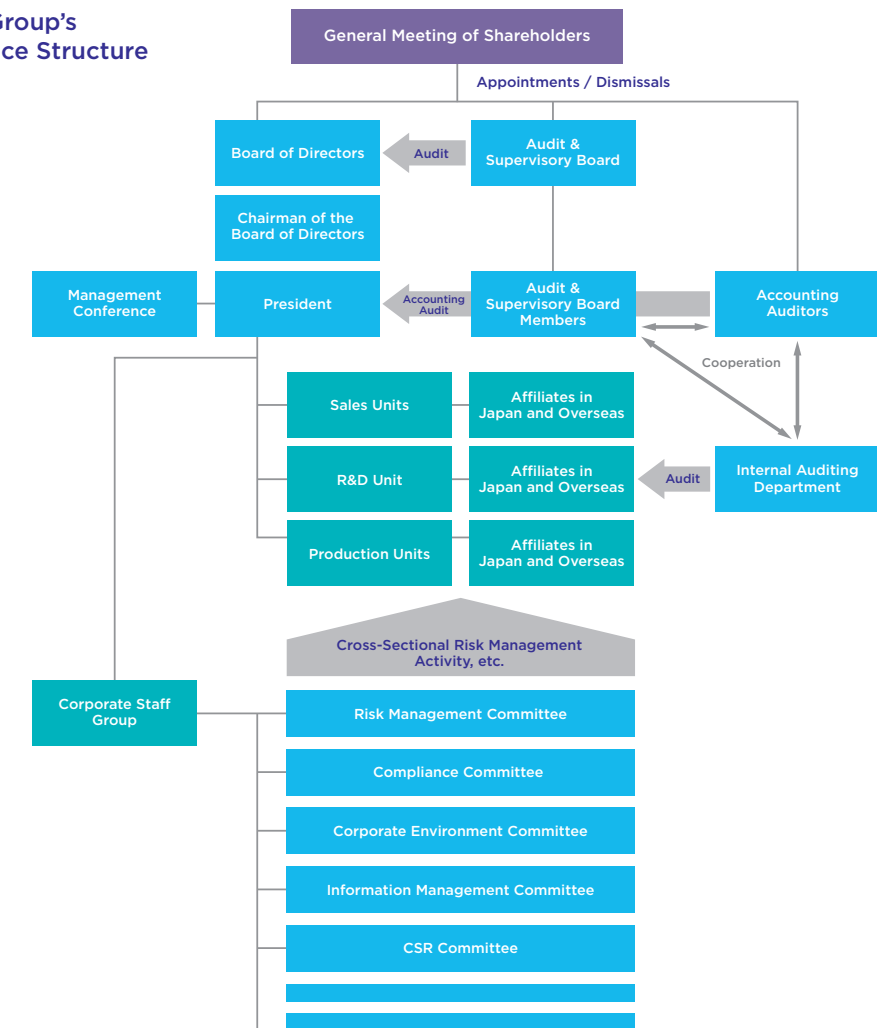 Group's
ce Structure
General Meeting of Shareholders
Appointments / Dismissals
Board of Directors
Audit
Audit &
Supervisory Board
Chairman of the
Board of Directors
Management
Conference
President
Accounting
Audit
Audit &
Supervisory Board
Members
Accounting
Auditors
Cooperation
Sales Units
Affiliates in
Japan and Overseas
R&D Unit
Affiliates in
Japan and Overseas
Audit
Internal Auditing
Department
Production Units
Affiliates in
Japan and Overseas
Cross-Sectional Risk Management
Activity, etc.
Corporate Staff
Group
Risk Management Committee
Compliance Committee
Corporate Environment Committee
Information Management Committee
CSR Committee